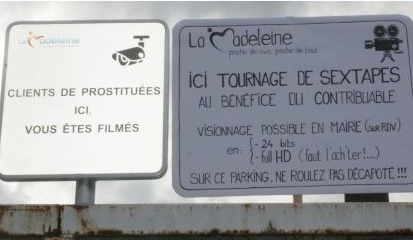 La Madeleine
CLIENTS DE PROSTITUÉES
ICI,
VOUS ÊTES FILMÉS
La Madeleine
proche de vous, proche de tout
ICI TOURNAGE DE SEXTAPES
AU BÉNÉFICE DU CONTRIBUABLE
VISIONNAGE POSSIBLE EN MAIRIE (sur RDV)
en: {- 24 bits
{- full HD (faut l'ach'ter!...)
SUR CE PARKING, NE ROULEZ PAS DÉCAPOTÉ !!!